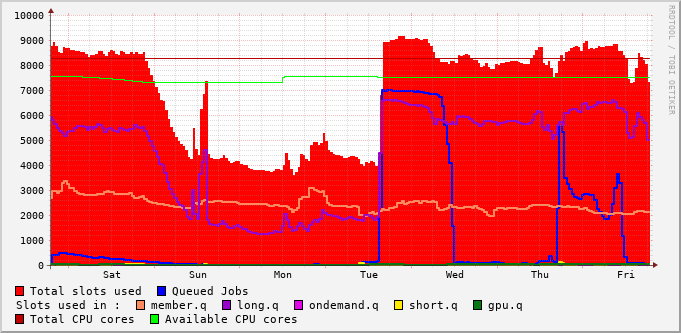 10000
9000
8000
7000
6000
5000
4000
3000
2000
1000
0
Sat Sun Mon Tue Wed Thu Fri
RRDTOOL / TOBI OETIKER
Total slots used Queued Jobs
Slots used in : member.q long.q ondemand.q short.q gpu.q
Total CPU cores Available CPU cores